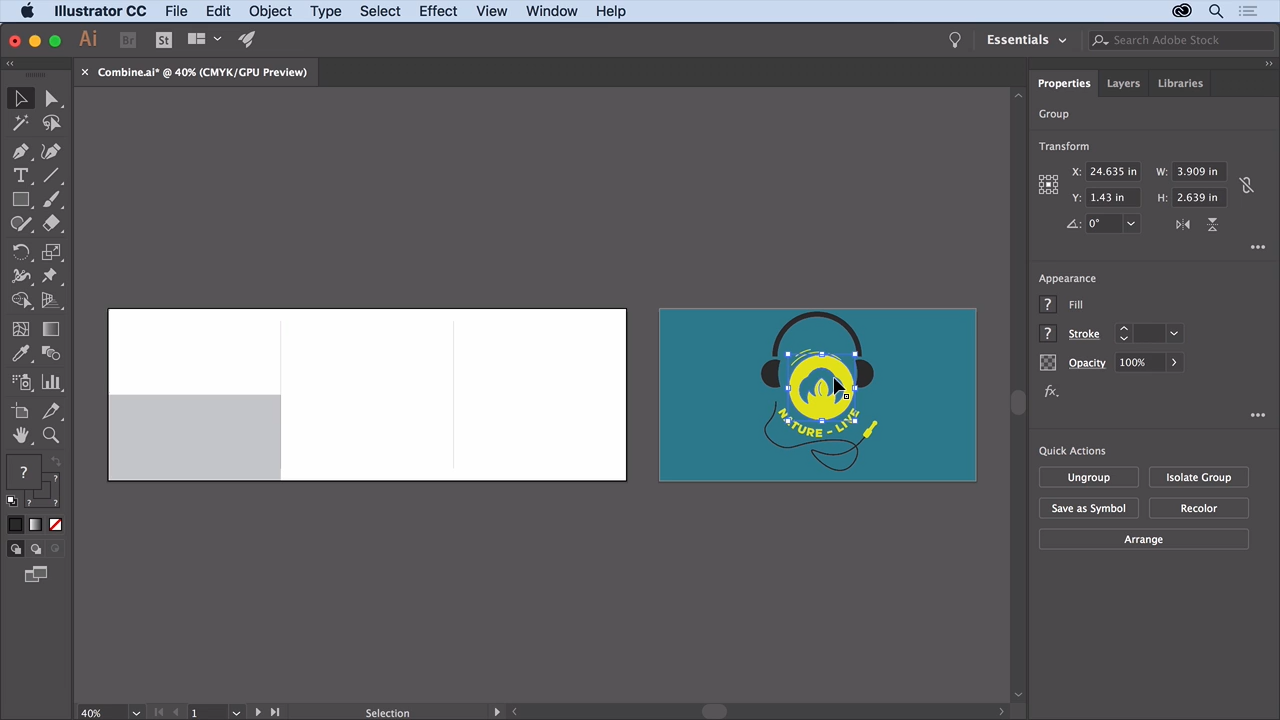 Illustrator CC File Edit Object Type Select Effect View Window Help
Ai Br St Essentials Search Adobe Stock
× Combine.ai* @ 40% (CMYK/GPU Preview)
Properties Layers Libraries
Group
Transform
X: 24.635 in W: 3.909 in
Y: 1.43 in H: 2.639 in
0°
Appearance
? Fill
? Stroke
Opacity 100%
fx.
Quick Actions
Ungroup Isolate Group
Save as Symbol Recolor
Arrange
NATURE - LIVE
?
?
? ?
40% 1 Selection